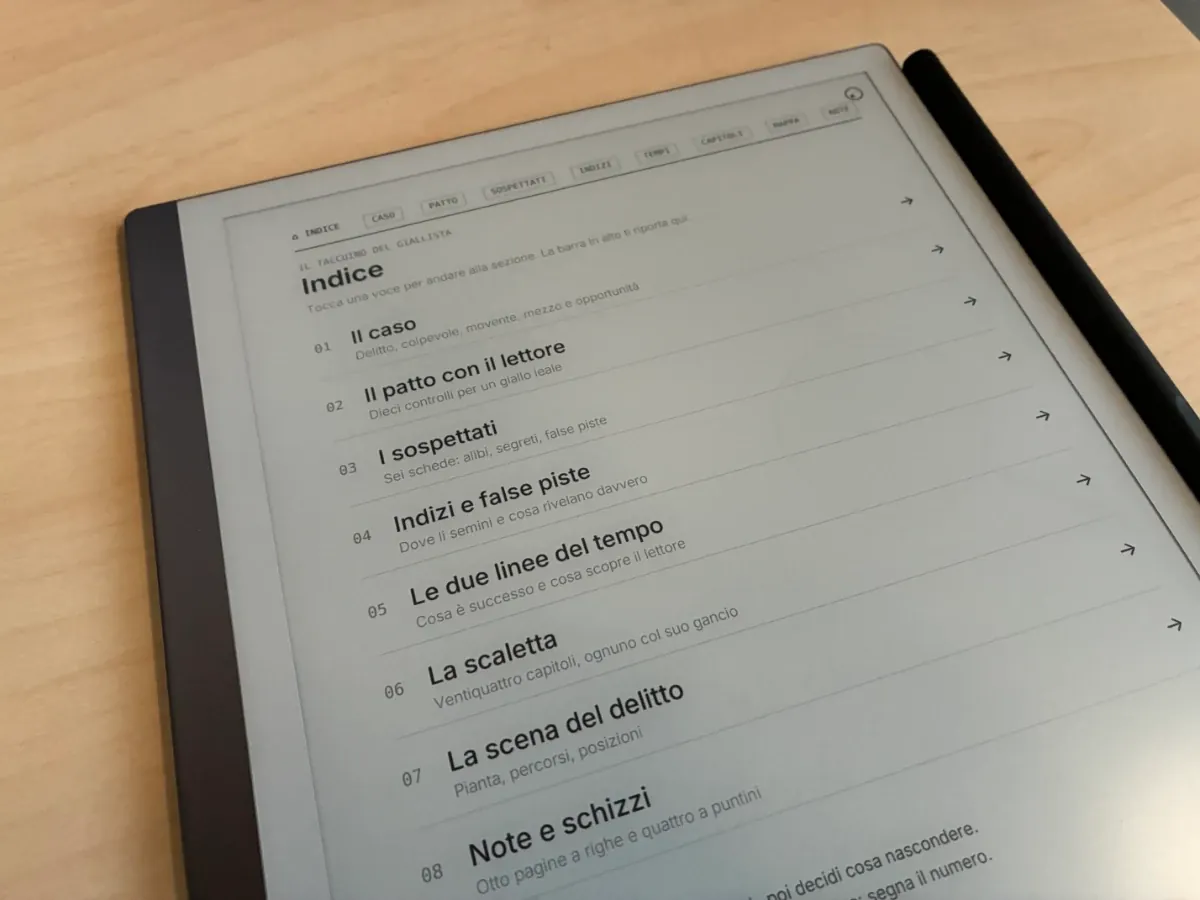 ⌂ INDICE CASO PATTO SOSPETTATI INDIZI TEMPI CAPITOLI MAPPA NOTE
IL TACCUINO DEL GIALLISTA
Indice
Tocca una voce per andare alla sezione. La barra in alto ti riporta qui.
01 Il caso →
Delitto, colpevole, movente, mezzo e opportunità
02 Il patto con il lettore →
Dieci controlli per un giallo leale
03 I sospettati →
Sei schede: alibi, segreti, false piste
04 Indizi e false piste →
Dove li semini e cosa rivelano davvero
05 Le due linee del tempo →
Cosa è successo e cosa scopre il lettore
06 La scaletta →
Ventiquattro capitoli, ognuno col suo gancio
07 La scena del delitto →
Pianta, percorsi, posizioni
08 Note e schizzi →
Otto pagine a righe e quattro a puntini
poi decidi cosa nascondere.
segna il numero.